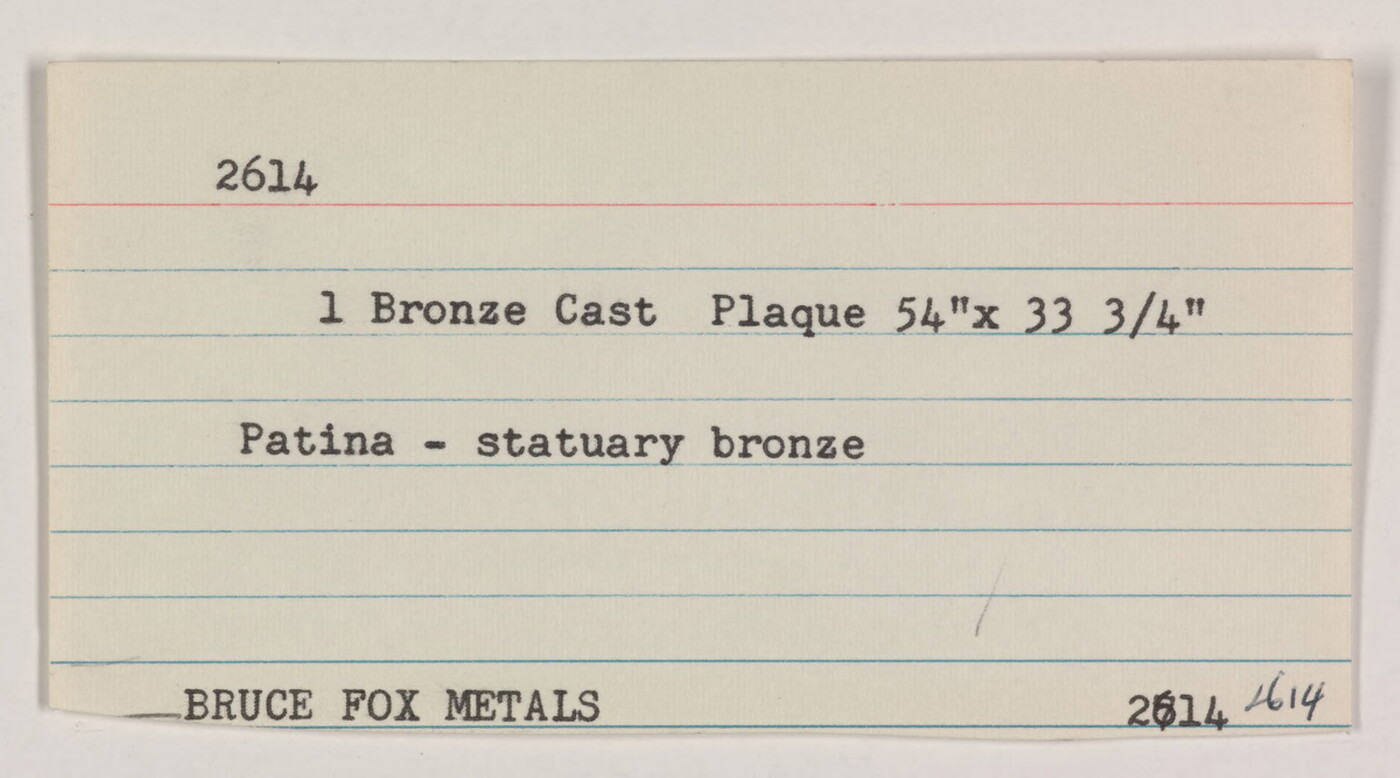 2614
1 Bronze Cast  Plaque 54"x 33 3/4"
Patina - statuary bronze
BRUCE FOX METALS 2614 2614